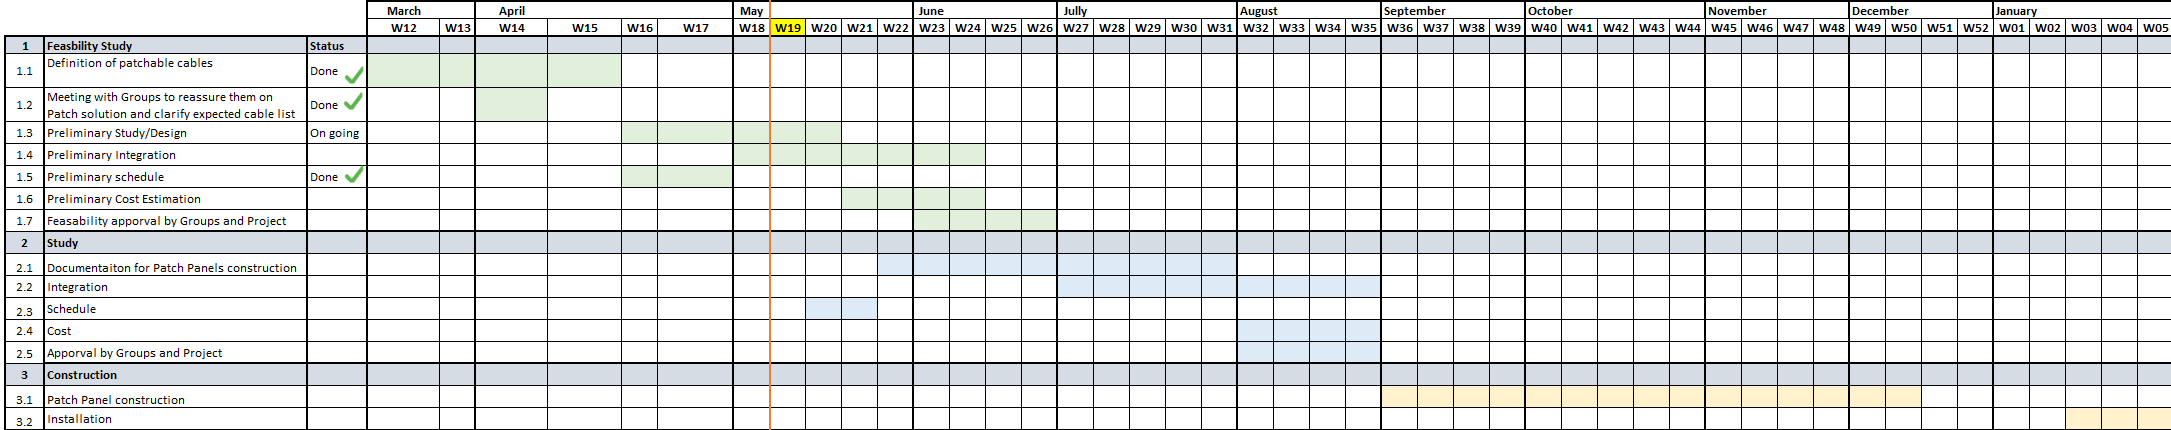 March April May June Jully August September October November December January
W12 W13 W14 W15 W16 W17 W18 W19 W20 W21 W22 W23 W24 W25 W26 W27 W28 W29 W30 W31 W32 W33 W34 W35 W36 W37 W38 W39 W40 W41 W42 W43 W44 W45 W46 W47 W48 W49 W50 W51 W52 W01 W02 W03 W04 W05
1 Feasbility Study Status
1.1 Definition of patchable cables Done
1.2 Meeting with Groups to reassure them on
Patch solution and clarify expected cable list Done
1.3 Preliminary Study/Design On going
1.4 Preliminary Integration
1.5 Preliminary schedule Done
1.6 Preliminary Cost Estimation
1.7 Feasability apporval by Groups and Project
2 Study
2.1 Documentaiton for Patch Panels construction
2.2 Integration
2.3 Schedule
2.4 Cost
2.5 Apporval by Groups and Project
3 Construction
3.1 Patch Panel construction
3.2 Installation